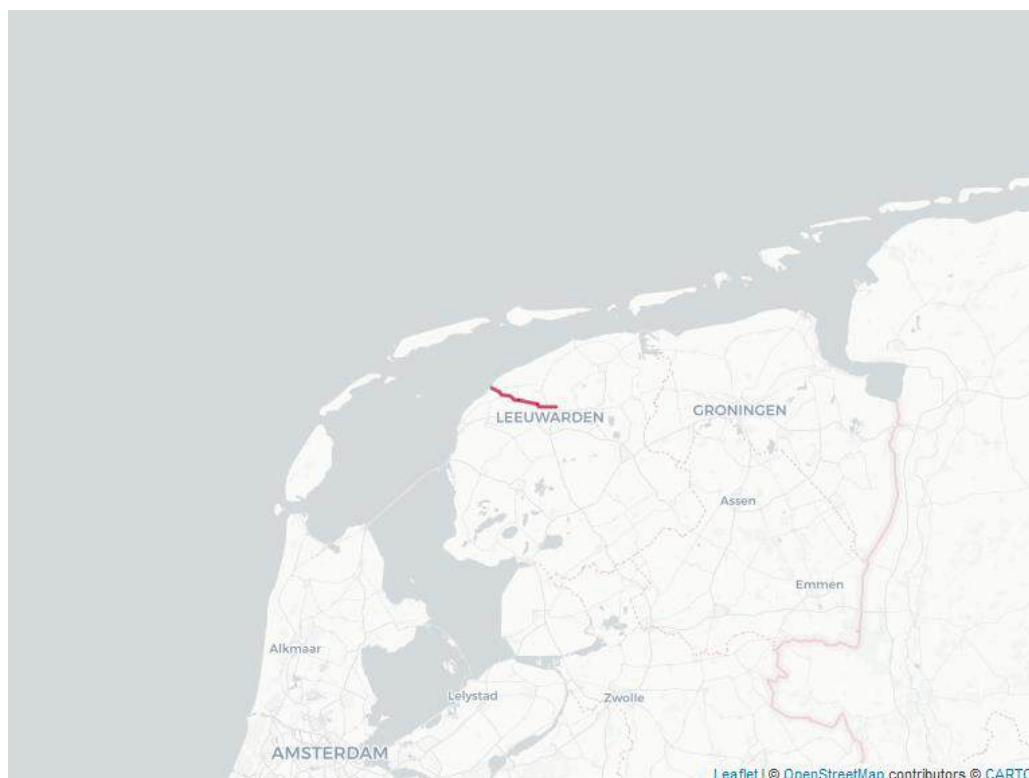 LEEUWARDEN
GRONINGEN
Assen
Emmen
Alkmaar
Lelystad
Zwolle
AMSTERDAM
Leaflet | © OpenStreetMap contributors © CARTO